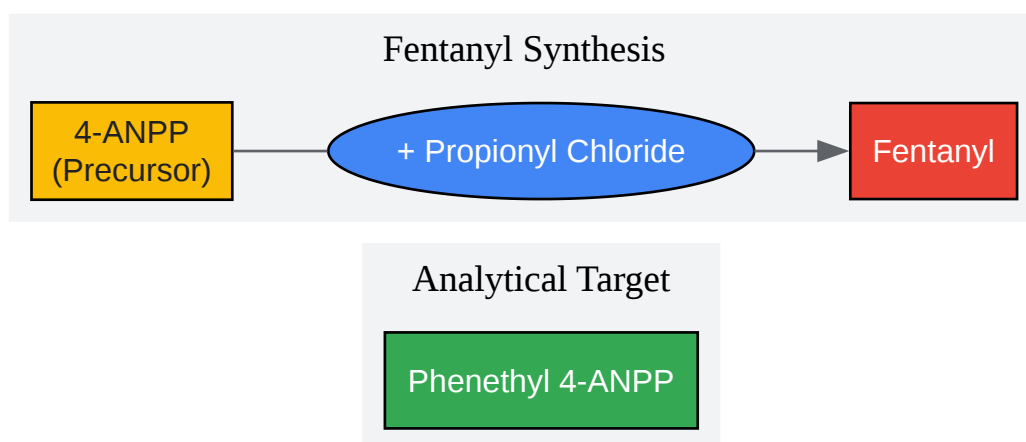 Fentanyl Synthesis
4-ANPP
(Precursor)
+ Propionyl Chloride
Fentanyl
Analytical Target
Phenethyl 4-ANPP